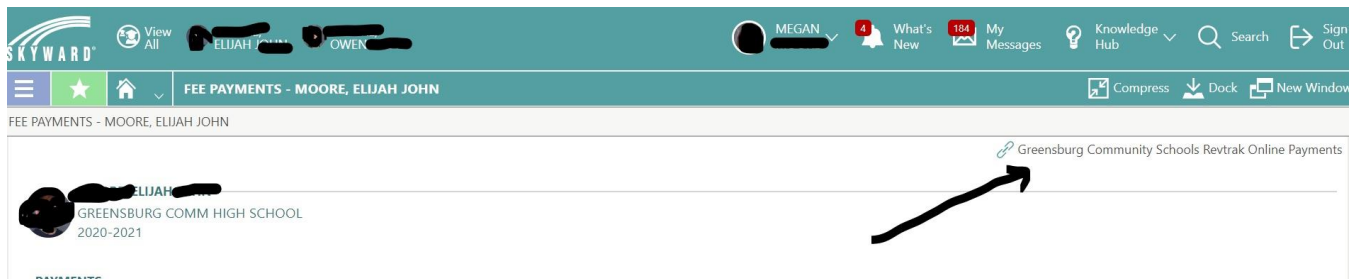 SKYWARD
View All
ELIJAH
OWEN
MEGAN
4
What's New
184
My Messages
Knowledge Hub
Search
Sign Out
FEE PAYMENTS - MOORE, ELIJAH JOHN
Compress
Dock
New Window
FEE PAYMENTS - MOORE, ELIJAH JOHN
Greensburg Community Schools Revtrak Online Payments
ELIJAH
GREENSBURG COMM HIGH SCHOOL
2020-2021
PAYMENTS